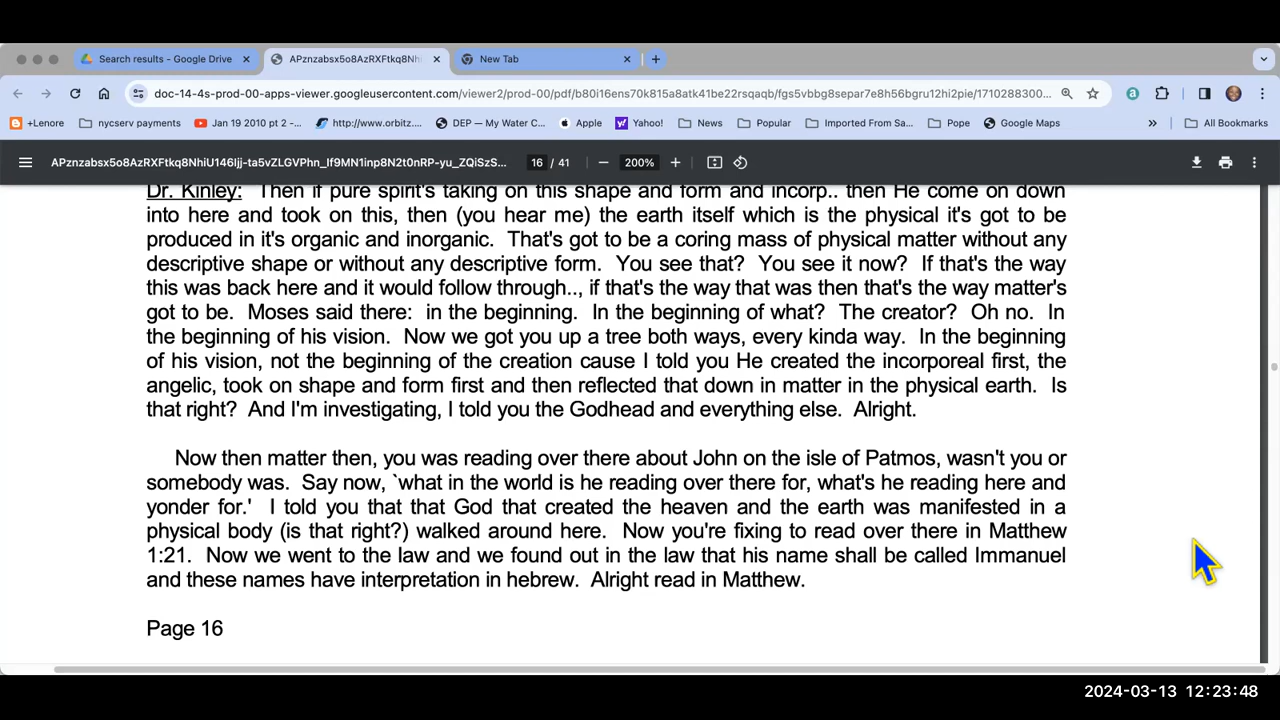 Search results - Google Drive
APznzabsx5o8AzRXFtkq8Nh
New Tab
doc-14-4s-prod-00-apps-viewer.googleusercontent.com/viewer2/prod-00/pdf/b80i16ens70k815a8atk41be22rsqaqb/fgs5vbbg8separ7e8h56bgru12hi2pie/1710288300...
+Lenore
nycserv payments
Jan 19 2010 pt 2 –...
http://www.orbitz....
DEP — My Water C...
Apple
Yahoo!
News
Popular
Imported From Sa...
Pope
Google Maps
All Bookmarks
16 / 41
200%
Dr. Kinley: Then if pure spirit's taking on this shape and form and incorp.. then He come on down
into here and took on this, then (you hear me) the earth itself which is the physical it's got to be
produced in it's organic and inorganic. That's got to be a coring mass of physical matter without any
descriptive shape or without any descriptive form. You see that? You see it now? If that's the way
this was back here and it would follow through.., if that's the way that was then that's the way matter's
got to be. Moses said there: in the beginning. In the beginning of what? The creator? Oh no. In
the beginning of his vision. Now we got you up a tree both ways, every kinda way. In the beginning
of his vision, not the beginning of the creation cause I told you He created the incorporeal first, the
angelic, took on shape and form first and then reflected that down in matter in the physical earth. Is
that right? And I'm investigating, I told you the Godhead and everything else. Alright.
Now then matter then, you was reading over there about John on the isle of Patmos, wasn't you or
somebody was. Say now, `what in the world is he reading over there for, what's he reading here and
yonder for.' I told you that that God that created the heaven and the earth was manifested in a
physical body (is that right?) walked around here. Now you're fixing to read over there in Matthew
1:21. Now we went to the law and we found out in the law that his name shall be called Immanuel
and these names have interpretation in hebrew. Alright read in Matthew.
Page 16
2024-03-13 12:23:48